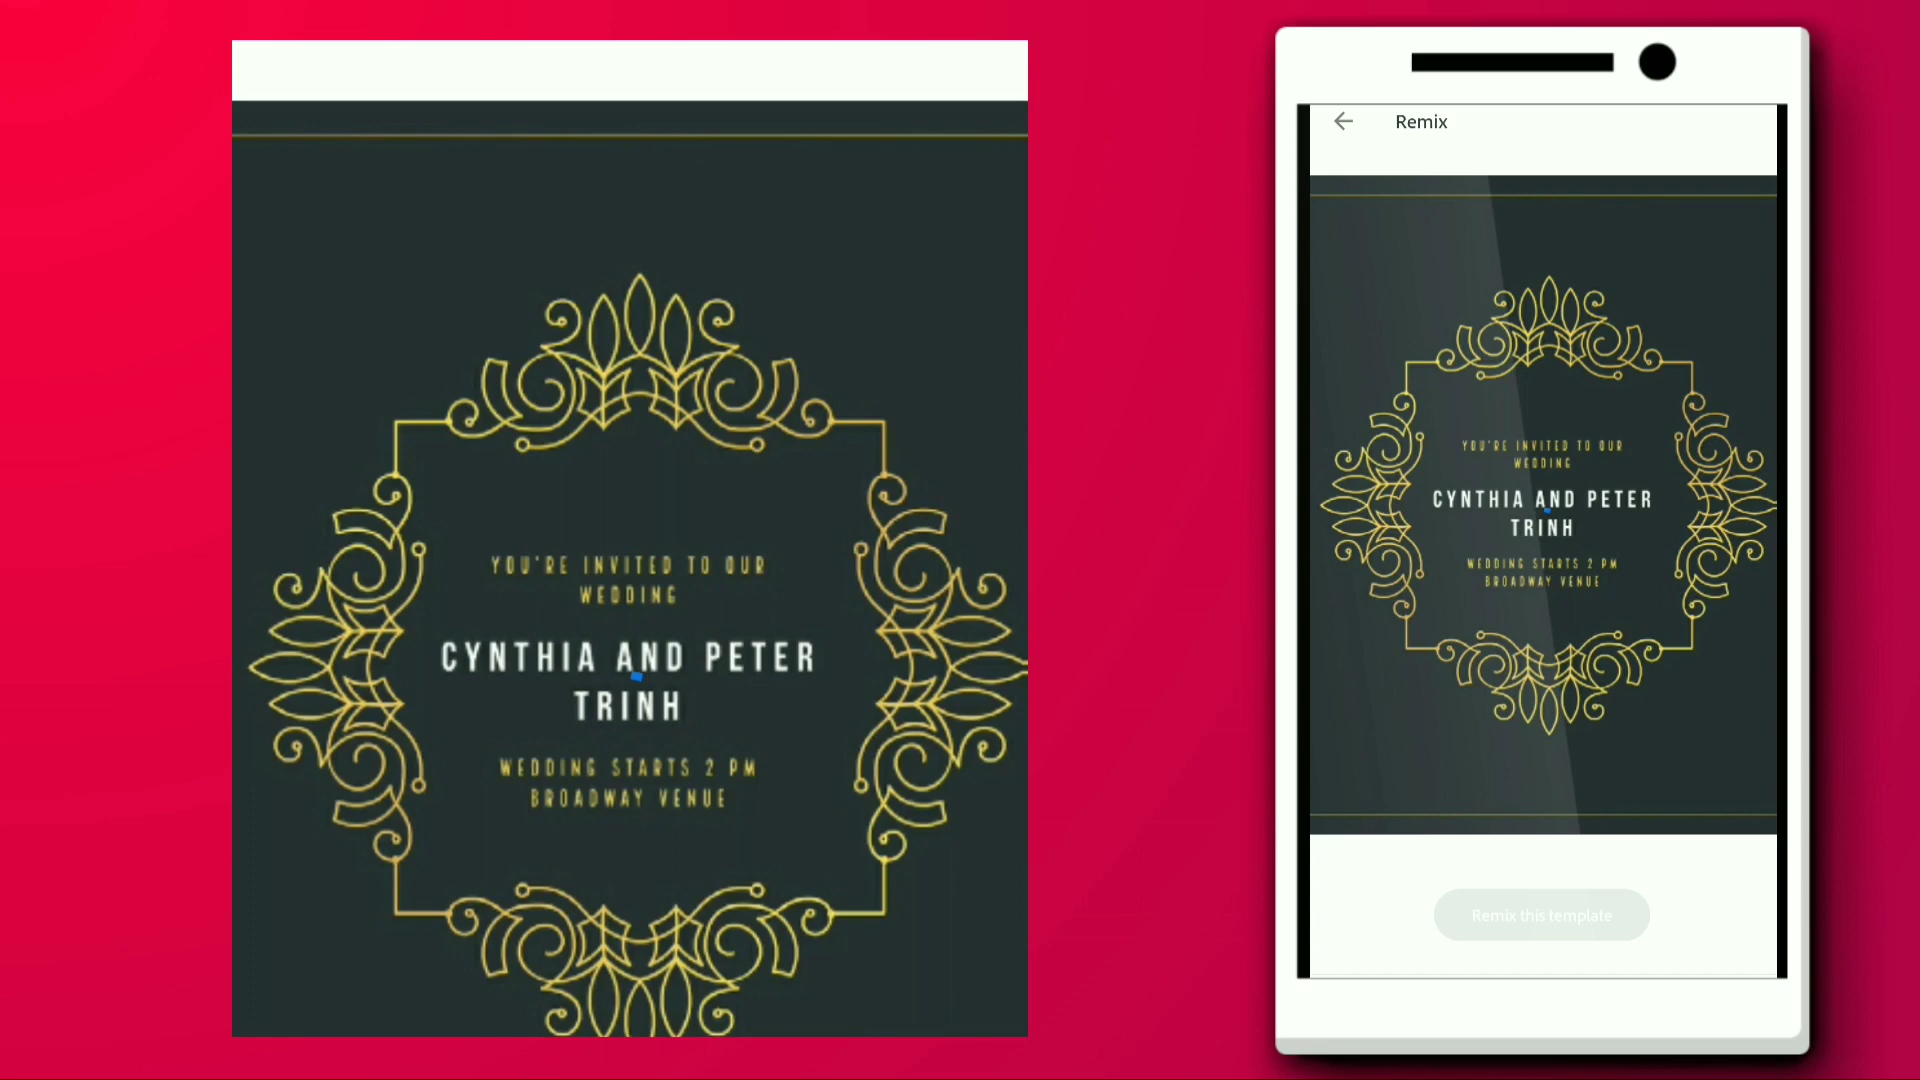 YOU'RE INVITED TO OUR
WEDDING
CYNTHIA AND PETER
TRINH
WEDDING STARTS 2 PM
BROADWAY VENUE
Remix
YOU'RE INVITED TO OUR
WEDDING
CYNTHIA AND PETER
TRINH
WEDDING STARTS 2 PM
BROADWAY VENUE
Remix this template